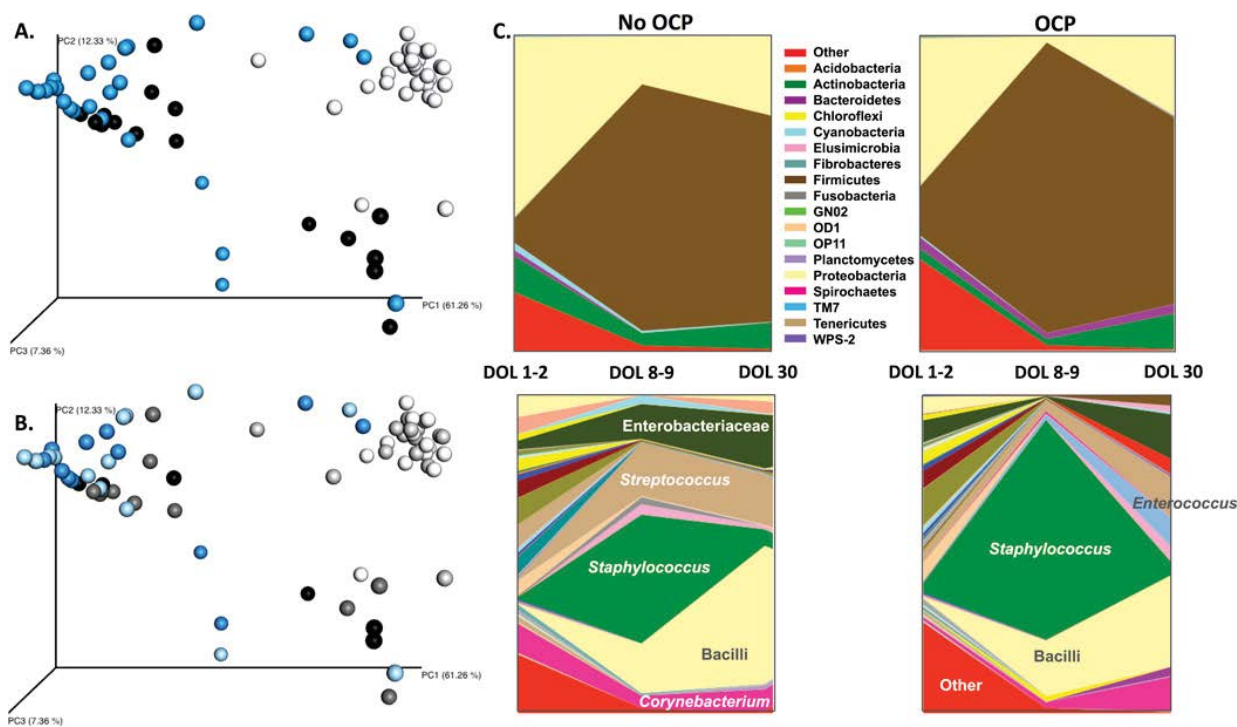 A.
PC2 (12.33 %)
PC1 (61.26 %)
PC3 (7.36 %)
B.
PC2 (12.33 %)
PC1 (61.26 %)
PC3 (7.36 %)
C.
No OCP
OCP
Other
Acidobacteria
Actinobacteria
Bacteroidetes
Chloroflexi
Cyanobacteria
Elusimicrobia
Fibrobacteres
Firmicutes
Fusobacteria
GN02
OD1
OP11
Planctomycetes
Proteobacteria
Spirochaetes
TM7
Tenericutes
WPS-2
DOL 1-2 DOL 8-9 DOL 30
DOL 1-2 DOL 8-9 DOL 30
Enterobacteriaceae
Streptococcus
Staphylococcus
Bacilli
Corynebacterium
Enterococcus
Staphylococcus
Bacilli
Other